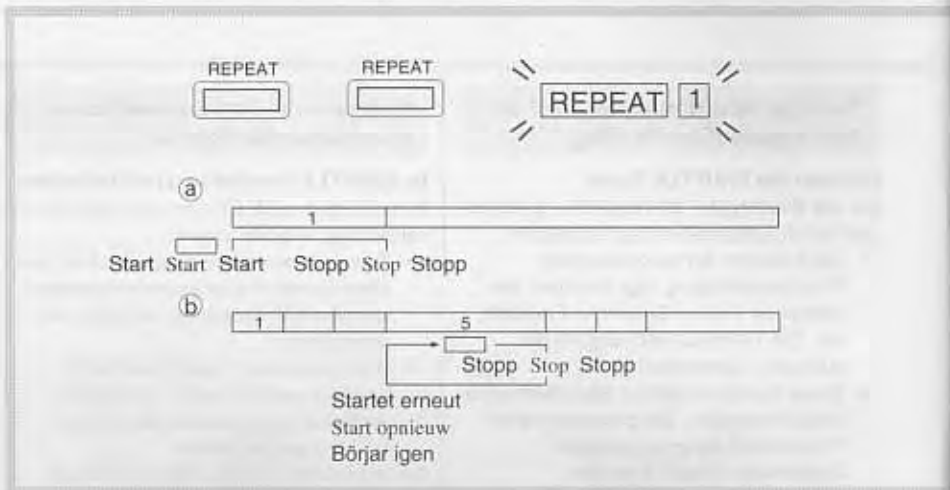 REPEAT REPEAT
REPEAT 1
ⓐ
1
Start Start Start Stopp Stop Stopp
ⓑ
1 5
Stopp Stop Stopp
Startet erneut
Start opnieuw
Börjar igen